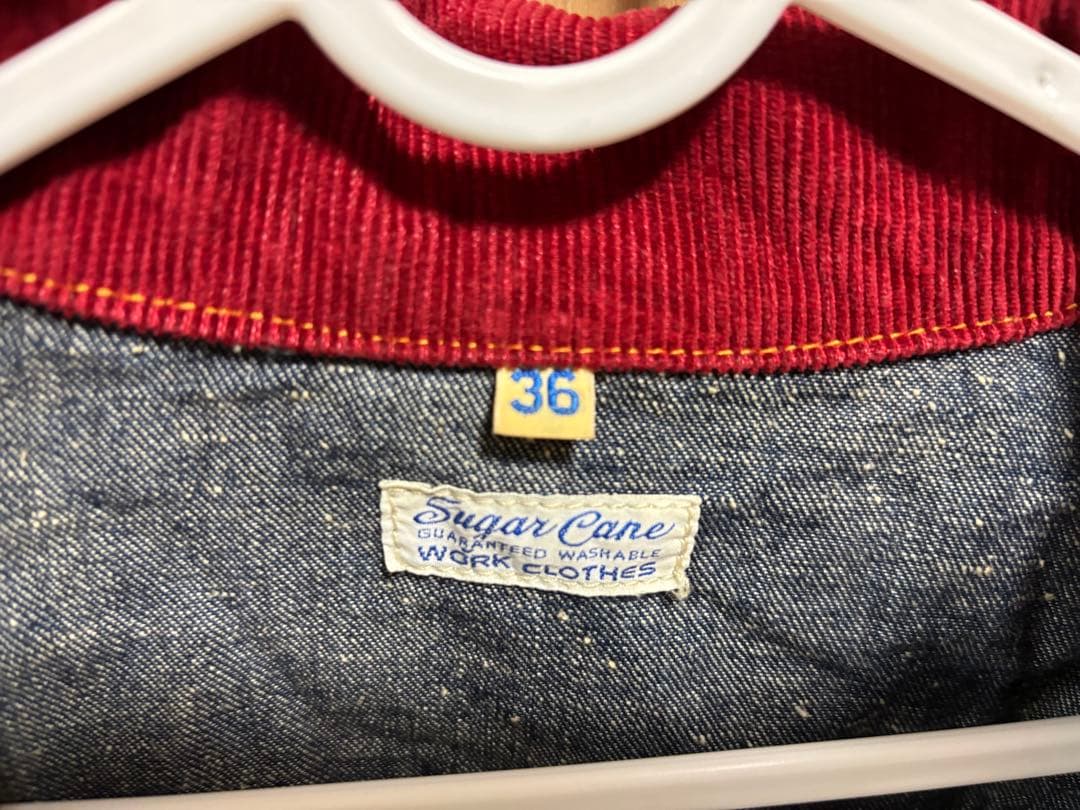 36
Sugar Cane
GUARANTEED WASHABLE
WORK CLOTHES